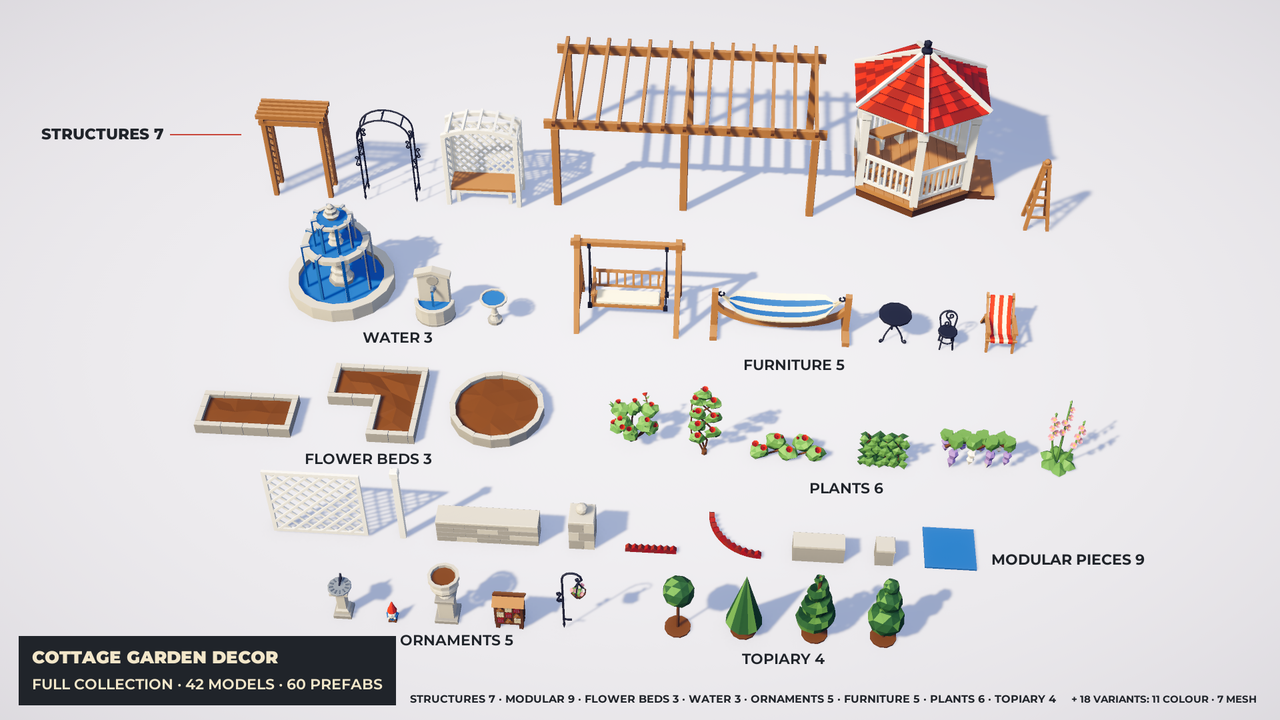 STRUCTURES 7
WATER 3
FURNITURE 5
FLOWER BEDS 3
PLANTS 6
MODULAR PIECES 9
ORNAMENTS 5
TOPIARY 4
COTTAGE GARDEN DECOR
FULL COLLECTION · 42 MODELS · 60 PREFABS
STRUCTURES 7 · MODULAR 9 · FLOWER BEDS 3 · WATER 3 · ORNAMENTS 5 · FURNITURE 5 · PLANTS 6 · TOPIARY 4 + 18 VARIANTS: 11 COLOUR · 7 MESH